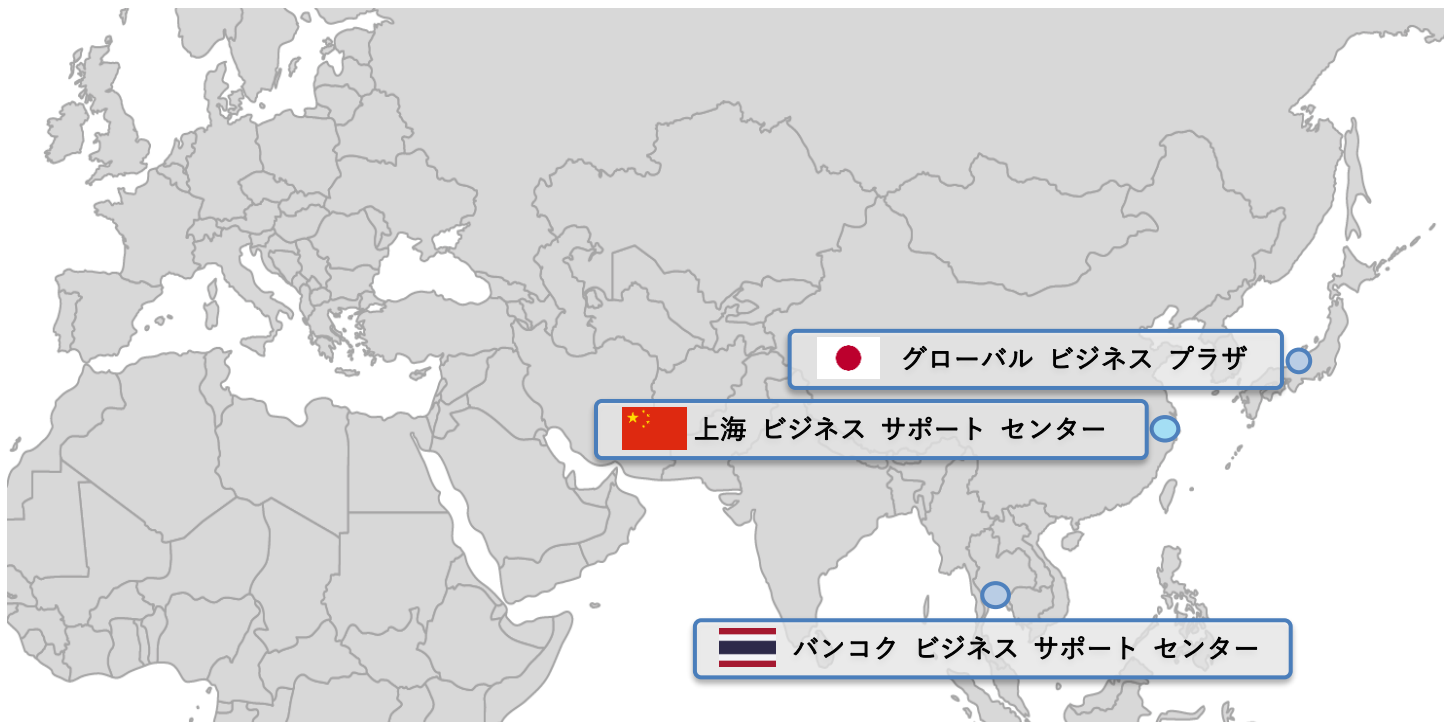 グローバル ビジネス プラザ
上海 ビジネス サポート センター
バンコク ビジネス サポート センター